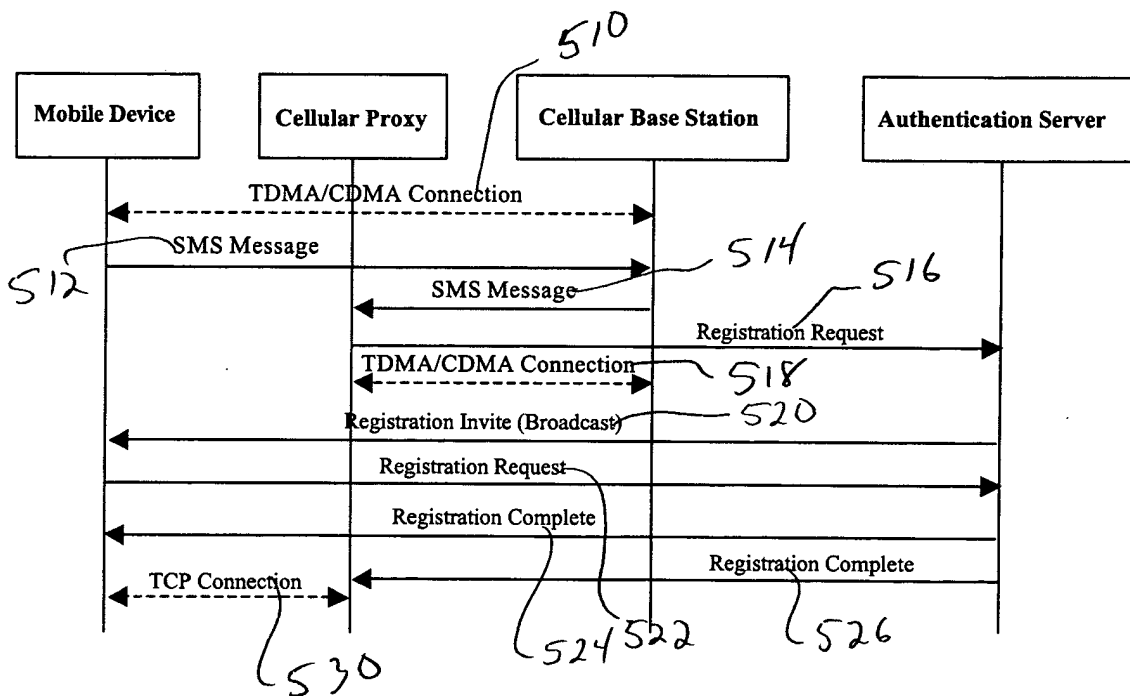 510
Mobile Device
Cellular Proxy
Cellular Base Station
Authentication Server
TDMA/CDMA Connection
SMS Message
512
514
SMS Message
516
Registration Request
TDMA/CDMA Connection
518
Registration Invite (Broadcast)
520
Registration Request
Registration Complete
Registration Complete
TCP Connection
530
524
522
526